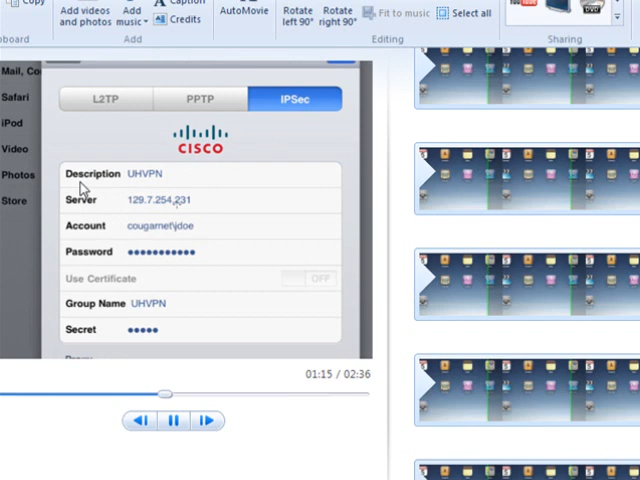 Copy
Add videos and photos
Add music
Caption
Credits
AutoMovie
Rotate left 90°
Rotate right 90°
Fit to music
Select all
Add
Editing
Sharing
Mail, Co
Safari
iPod
Video
Photos
Store
L2TP PPTP IPSec
CISCO
Description UHVPN
Server 129.7.254.231
Account cougarnet\jdoe
Password •••••••••••
Use Certificate OFF
Group Name UHVPN
Secret •••••
01:15 / 02:36